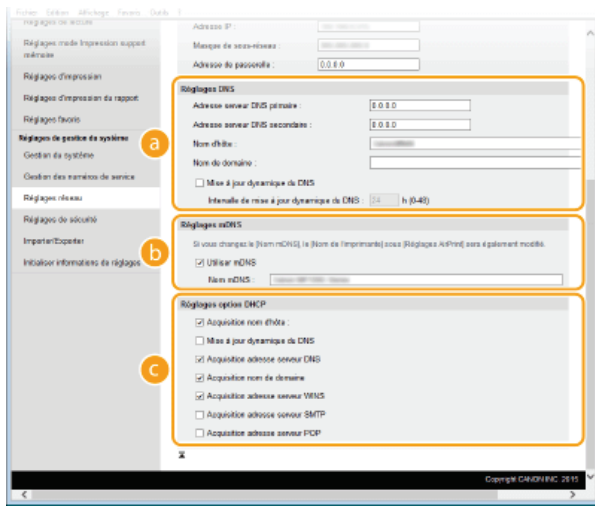 Fichier Edition Affichage Favoris Outils
Réglages de lecture
Réglages mode Impression support
mémoire
Réglages d'impression
Réglages d'impression du rapport
Réglages favoris
Réglages de gestion du système
Gestion du système
Gestion des numéros de service
Réglages réseau
Réglages de sécurité
Importer/Exporter
Initialiser informations de réglages
Adresse IP :
Masque de sous-réseau :
Adresse de passerelle : 0.0.0.0
a
Réglages DNS
Adresse serveur DNS primaire : 0.0.0.0
Adresse serveur DNS secondaire : 0.0.0.0
Nom d'hôte :
Nom de domaine :
Mise à jour dynamique du DNS
Intervalle de mise à jour dynamique du DNS : 24 h (0-48)
b
Réglages mDNS
Si vous changez le [Nom mDNS], le [Nom de l'imprimante] sous [Réglages AirPrint] sera également modifié.
Utiliser mDNS
Nom mDNS :
c
Réglages option DHCP
Acquisition nom d'hôte :
Mise à jour dynamique du DNS
Acquisition adresse serveur DNS
Acquisition nom de domaine
Acquisition adresse serveur WINS
Acquisition adresse serveur SMTP
Acquisition adresse serveur POP
Copyright CANON INC. 2015